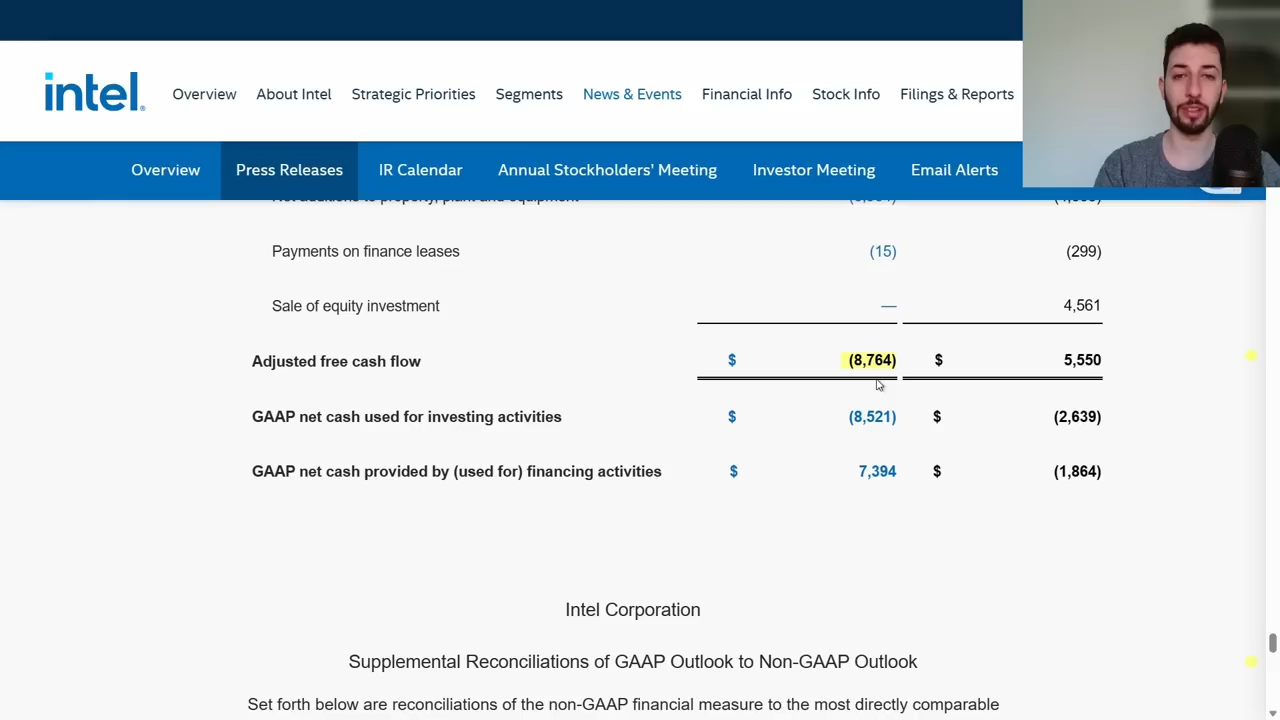 intel.
Overview About Intel Strategic Priorities Segments News & Events Financial Info Stock Info Filings & Reports
Overview Press Releases IR Calendar Annual Stockholders' Meeting Investor Meeting Email Alerts
Payments on finance leases (15) (299)
Sale of equity investment — 4,561
Adjusted free cash flow $ (8,764) $ 5,550
GAAP net cash used for investing activities $ (8,521) $ (2,639)
GAAP net cash provided by (used for) financing activities $ 7,394 $ (1,864)
Intel Corporation
Supplemental Reconciliations of GAAP Outlook to Non-GAAP Outlook
Set forth below are reconciliations of the non-GAAP financial measure to the most directly comparable